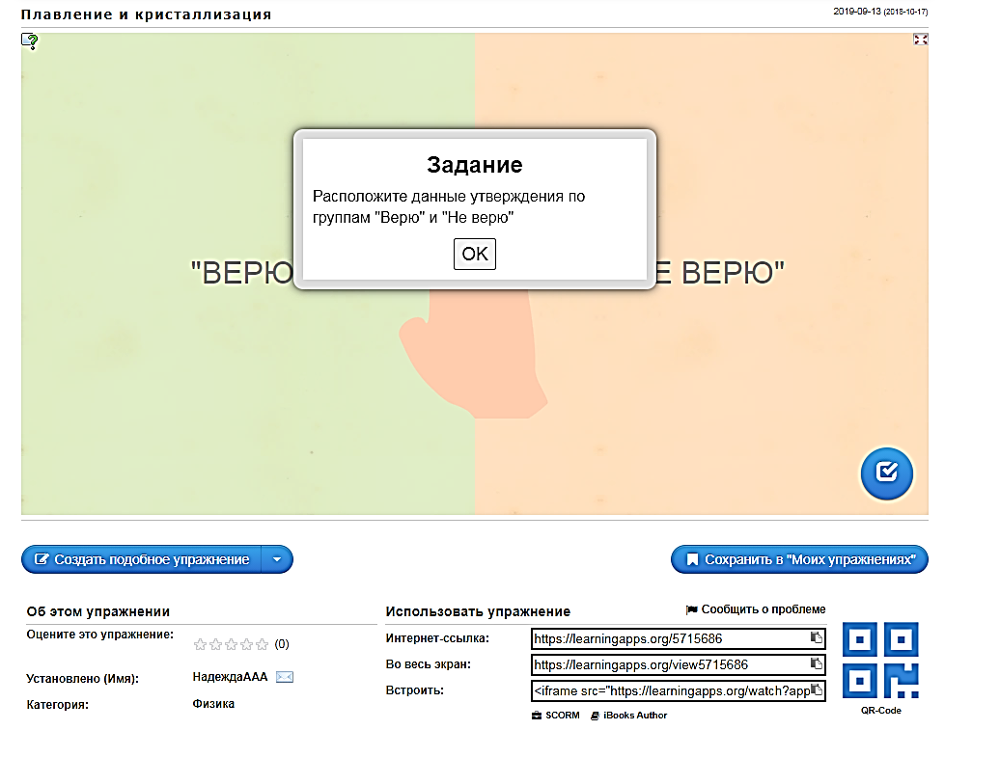 Плавление и кристаллизация
2019-09-13 (2018-10-17)
Задание
Расположите данные утверждения по
группам "Верю" и "Не верю"
OK
"ВЕРЮ
Е ВЕРЮ"
Создать подобное упражнение
Сохранить в "Моих упражнениях"
Об этом упражнении
Оцените это упражнение:
(0)
Установлено (Имя):
НадеждаААА
Категория:
Физика
Использовать упражнение
Сообщить о проблеме
Интернет-ссылка:
https://learningapps.org/5715686
Во весь экран:
https://learningapps.org/view5715686
Встроить:
<iframe src="https://learningapps.org/watch?app
SCORM
iBooks Author
QR-Code